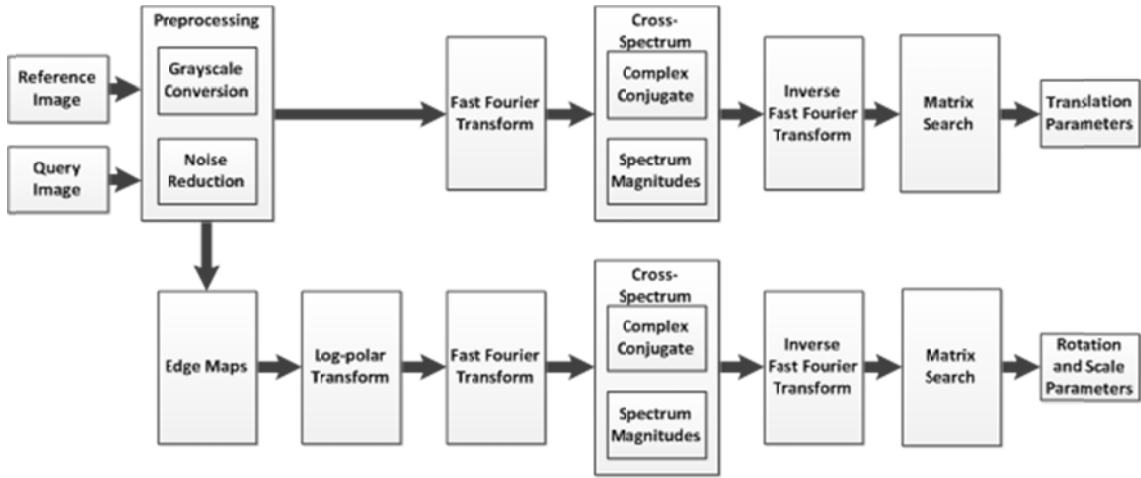 Preprocessing
Reference
Image
Query
Image
Grayscale
Conversion
Noise
Reduction
Fast Fourier
Transform
Cross-
Spectrum
Complex
Conjugate
Spectrum
Magnitudes
Inverse
Fast Fourier
Transform
Matrix
Search
Translation
Parameters
Edge Maps
Log-polar
Transform
Fast Fourier
Transform
Cross-
Spectrum
Complex
Conjugate
Spectrum
Magnitudes
Inverse
Fast Fourier
Transform
Matrix
Search
Rotation
and Scale
Parameters